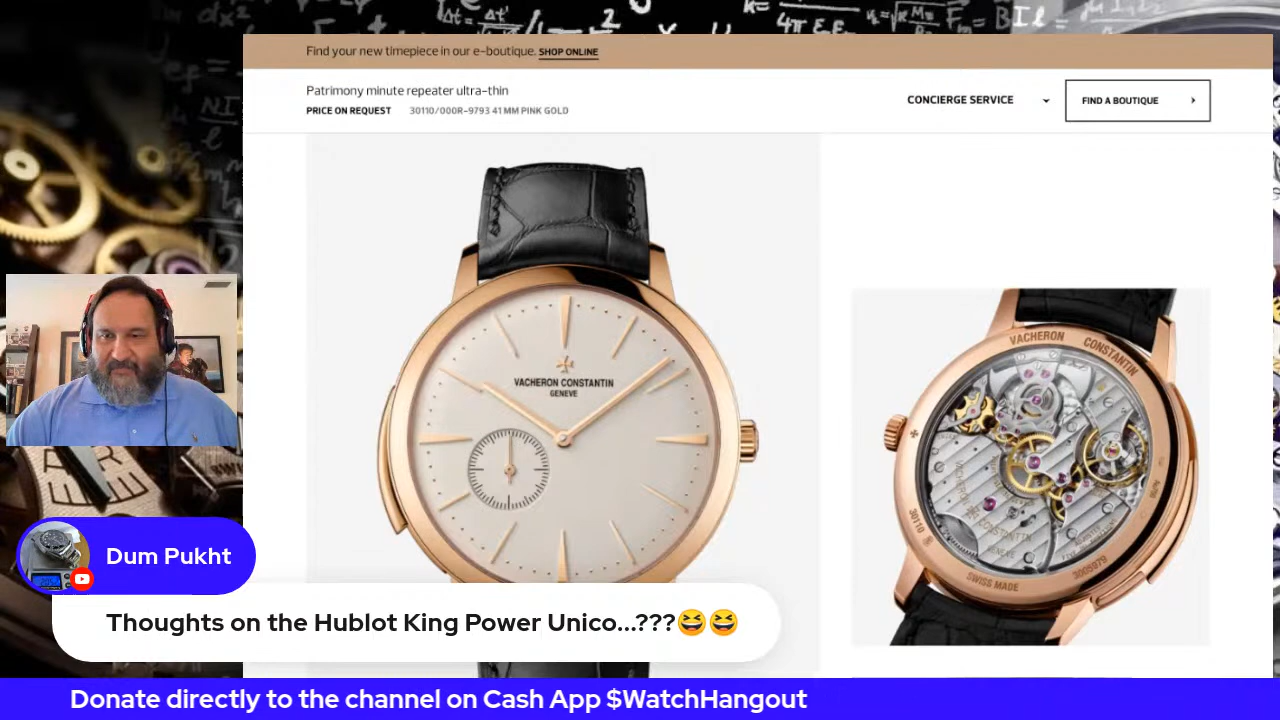 Find your new timepiece in our e-boutique. SHOP ONLINE
Patrimony minute repeater ultra-thin
PRICE ON REQUEST 30110/000R-9793 41 MM PINK GOLD
CONCIERGE SERVICE
FIND A BOUTIQUE
VACHERON CONSTANTIN
GENEVE
VACHERON CONSTANTIN
30110
SWISS MADE
3005979
Dum Pukht
Thoughts on the Hublot King Power Unico...???😆😆
Donate directly to the channel on Cash App $WatchHangout